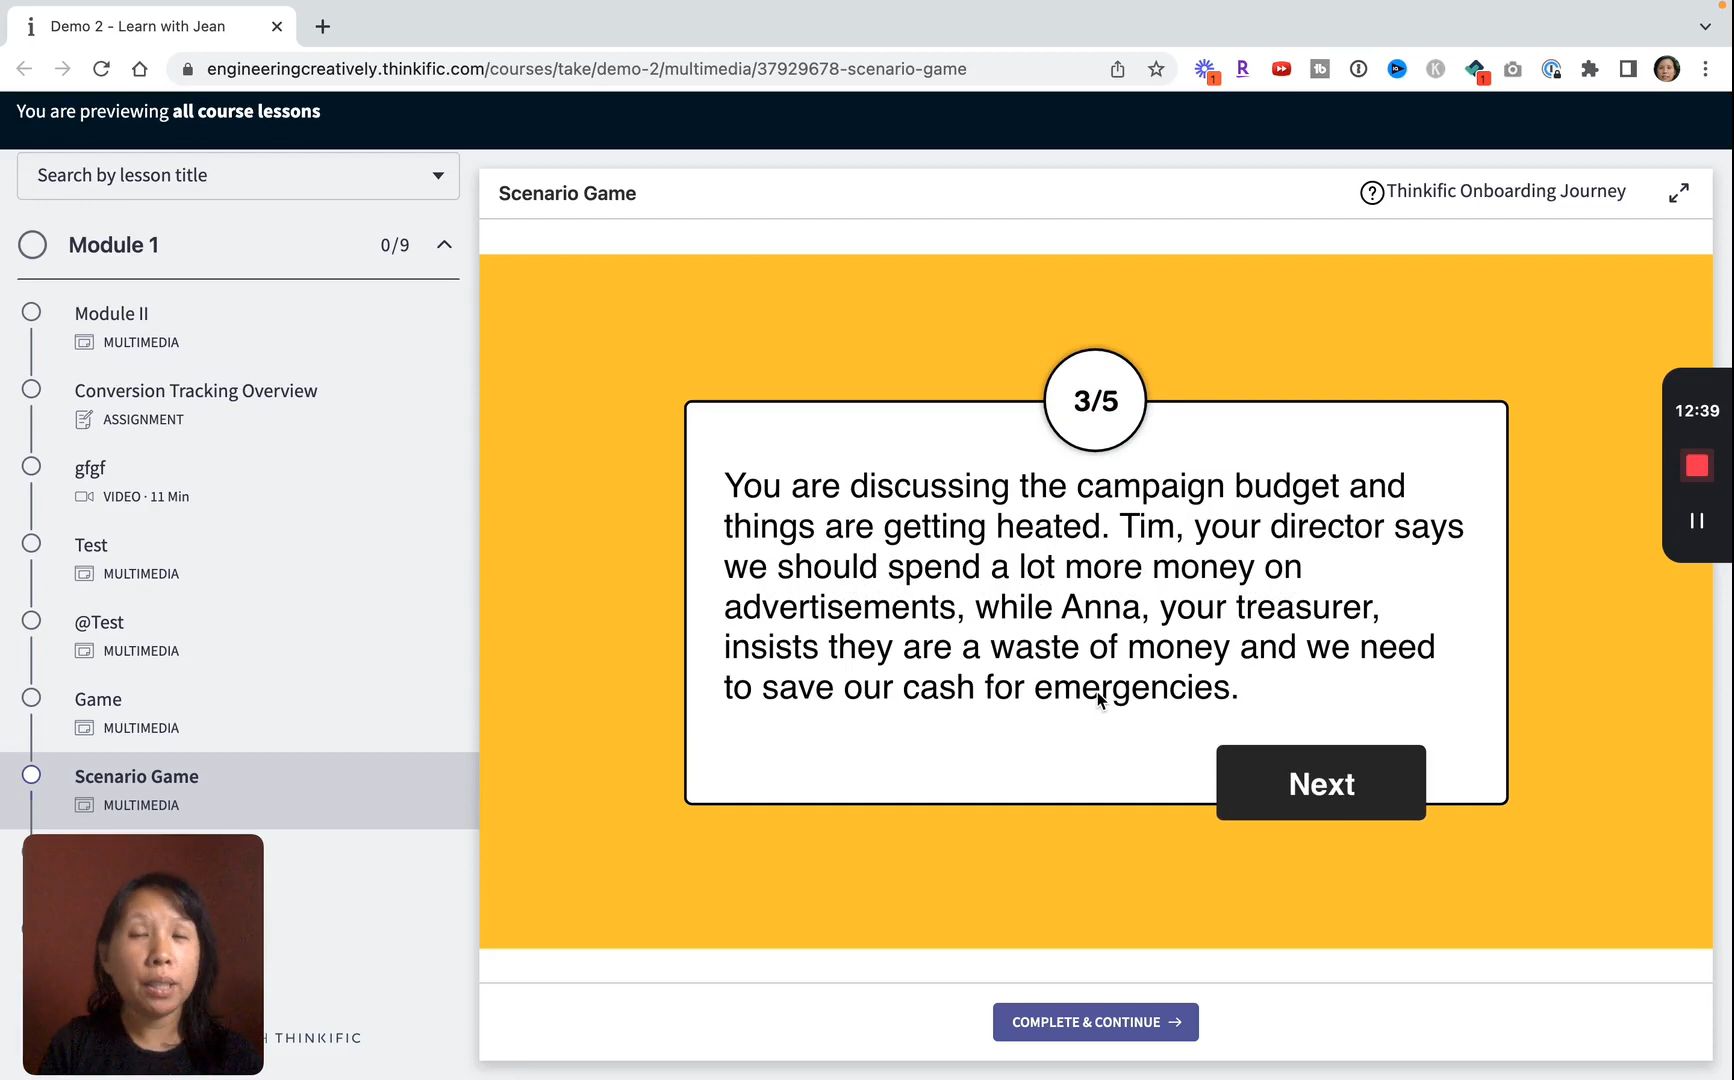 Demo 2 - Learn with Jean
engineeringcreatively.thinkific.com/courses/take/demo-2/multimedia/37929678-scenario-game
1
R
tb
K
1
You are previewing all course lessons
Search by lesson title
Module 1
0/9
Module II
MULTIMEDIA
Conversion Tracking Overview
ASSIGNMENT
gfgf
VIDEO · 11 Min
Test
MULTIMEDIA
@Test
MULTIMEDIA
Game
MULTIMEDIA
Scenario Game
MULTIMEDIA
THINKIFIC
Scenario Game
Thinkific Onboarding Journey
3/5
You are discussing the campaign budget and
things are getting heated. Tim, your director says
we should spend a lot more money on
advertisements, while Anna, your treasurer,
insists they are a waste of money and we need
to save our cash for emergencies.
Next
COMPLETE & CONTINUE →
12:39